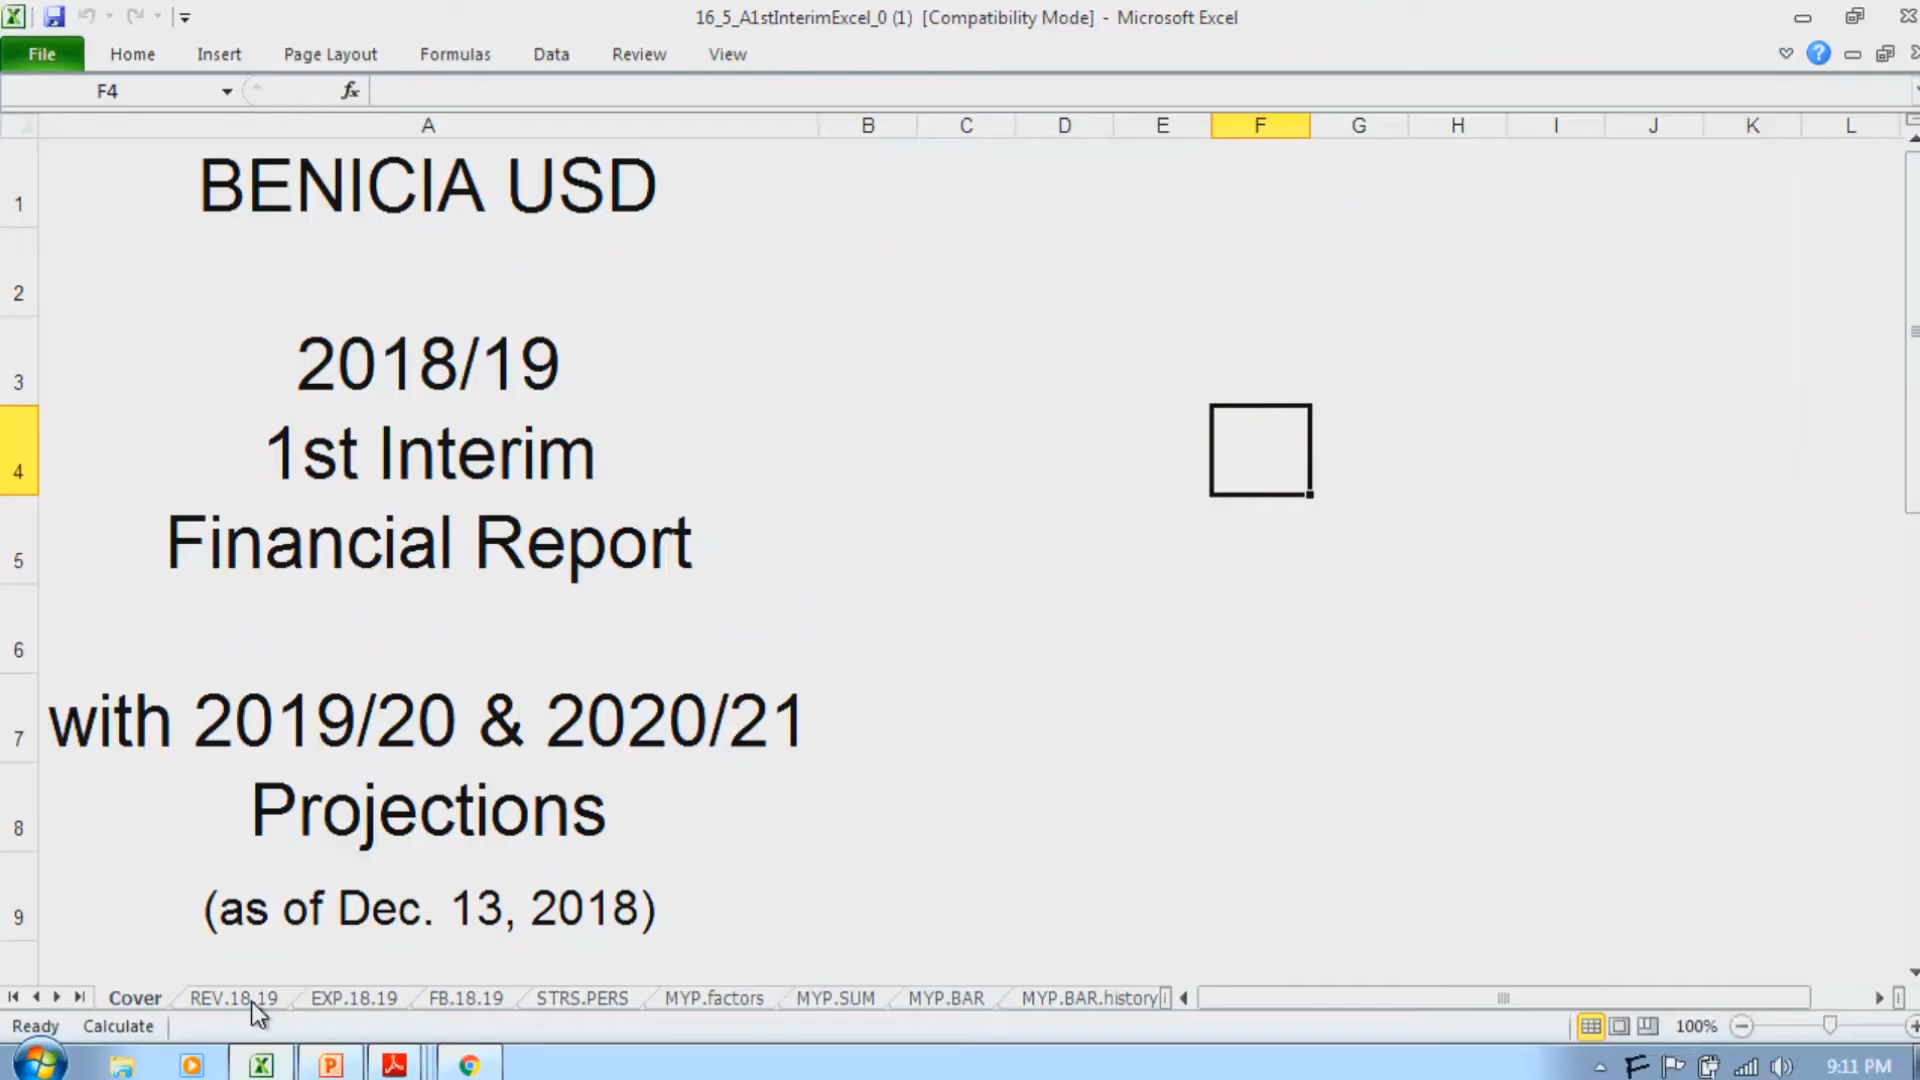 16_5_A1stInterimExcel_0 (1) [Compatibility Mode] - Microsoft Excel
File Home Insert Page Layout Formulas Data Review View
F4 fx
A B C D E F G H I J K L
1 BENICIA USD
2
3 2018/19
4 1st Interim
5 Financial Report
6
7 with 2019/20 & 2020/21
8 Projections
9 (as of Dec. 13, 2018)
Cover REV.18.19 EXP.18.19 FB.18.19 STRS.PERS MYP.factors MYP.SUM MYP.BAR MYP.BAR.history
Ready Calculate 100%
9:11 PM